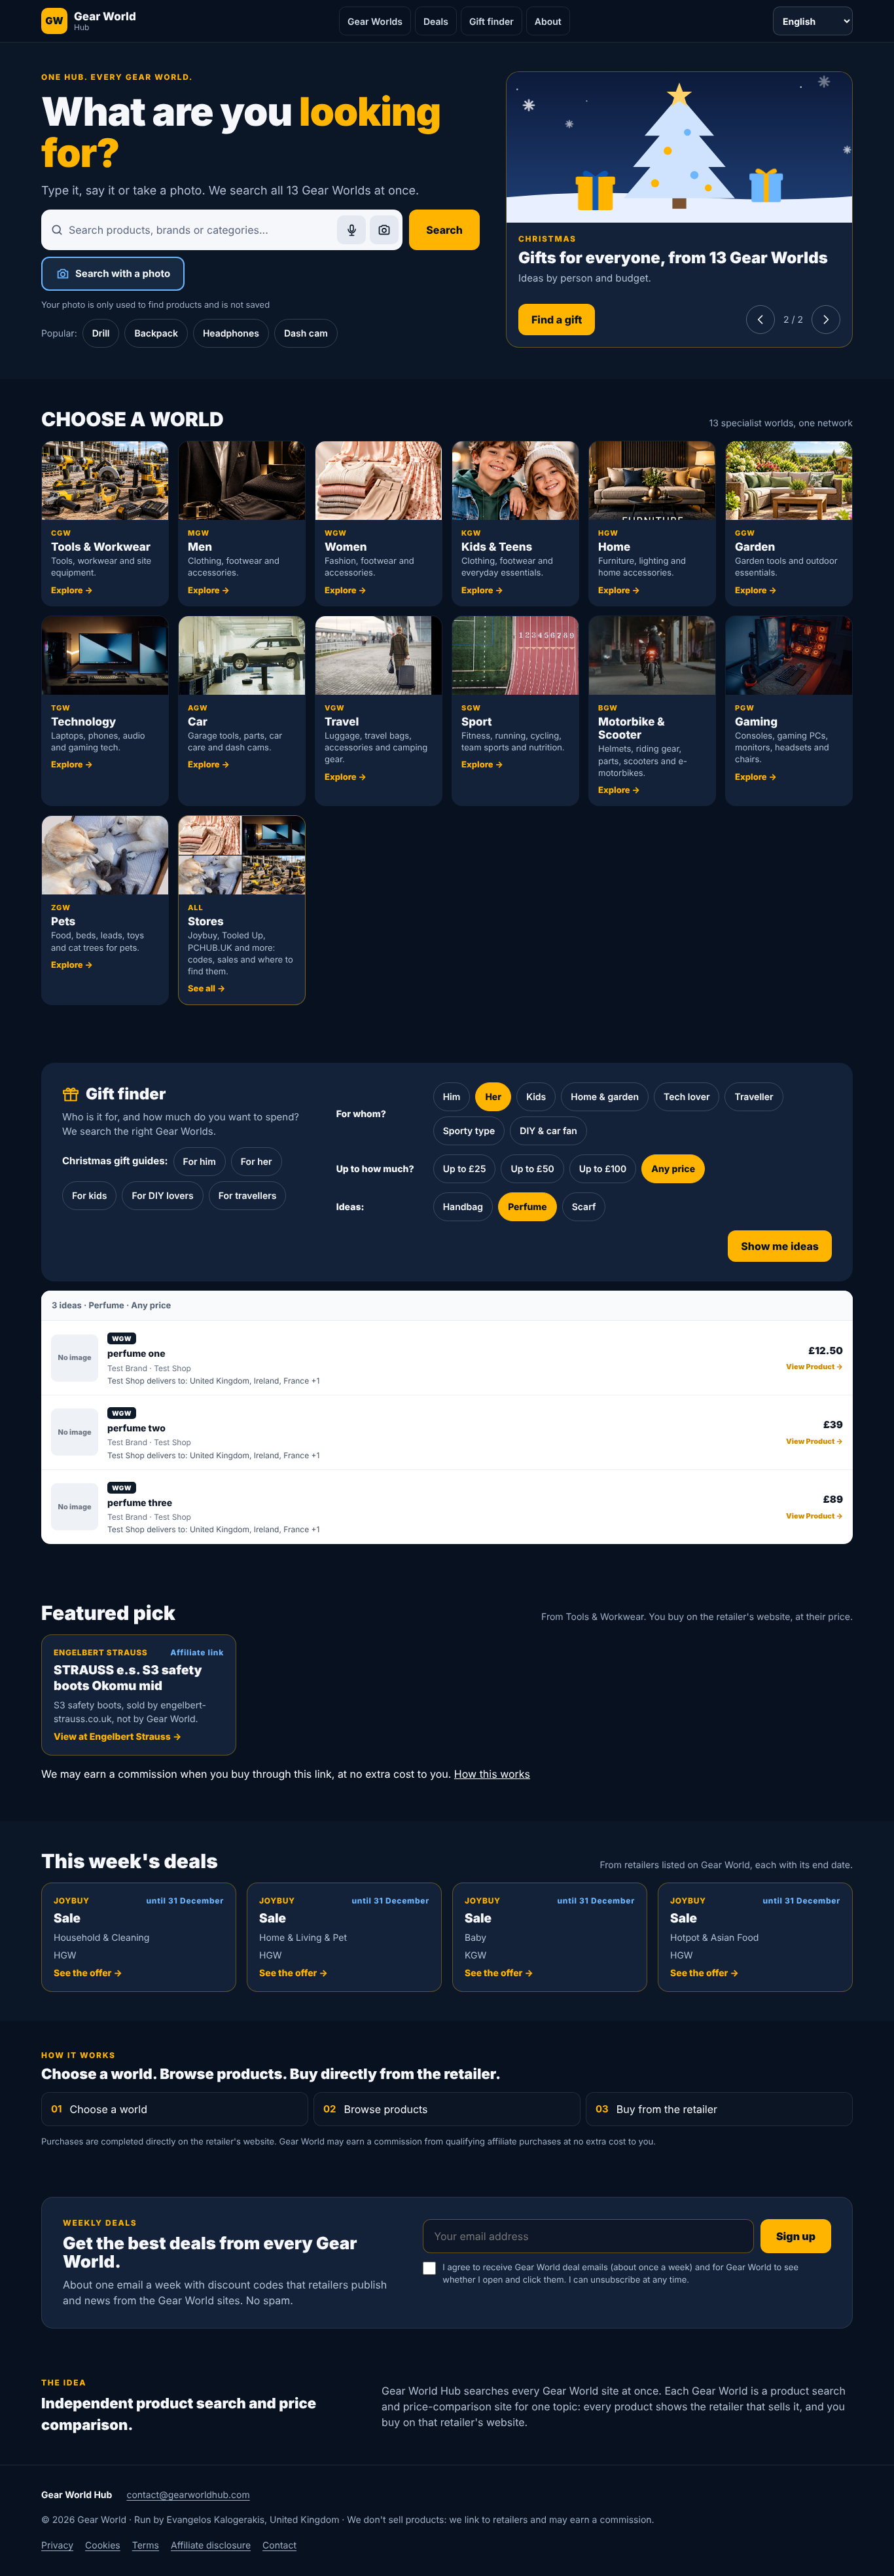 GW
Gear World
Hub
Gear Worlds
Deals
Gift finder
About
English
ONE HUB. EVERY GEAR WORLD.
What are you looking
for?
Type it, say it or take a photo. We search all 13 Gear Worlds at once.
Search products, brands or categories...
Search
Search with a photo
Your photo is only used to find products and is not saved
Popular:
Drill
Backpack
Headphones
Dash cam
CHRISTMAS
Gifts for everyone, from 13 Gear Worlds
Ideas by person and budget.
Find a gift
2 / 2
CHOOSE A WORLD
13 specialist worlds, one network
CGW
Tools & Workwear
Tools, workwear and site
equipment.
Explore →
MGW
Men
Clothing, footwear and
accessories.
Explore →
WGW
Women
Fashion, footwear and
accessories.
Explore →
KGW
Kids & Teens
Clothing, footwear and
everyday essentials.
Explore →
FURNITURE
HGW
Home
Furniture, lighting and
home accessories.
Explore →
GGW
Garden
Garden tools and outdoor
essentials.
Explore →
TGW
Technology
Laptops, phones, audio
and gaming tech.
Explore →
AGW
Car
Garage tools, parts, car
care and dash cams.
Explore →
VGW
Travel
Luggage, travel bags,
accessories and camping
gear.
Explore →
1 2 3 4 5 6 7 8 9
SGW
Sport
Fitness, running, cycling,
team sports and nutrition.
Explore →
BGW
Motorbike &
Scooter
Helmets, riding gear,
parts, scooters and e-
motorbikes.
Explore →
PGW
Gaming
Consoles, gaming PCs,
monitors, headsets and
chairs.
Explore →
ZGW
Pets
Food, beds, leads, toys
and cat trees for pets.
Explore →
ALL
Stores
Joybuy, Tooled Up,
PCHUB.UK and more:
codes, sales and where to
find them.
See all →
Gift finder
Who is it for, and how much do you want to spend?
We search the right Gear Worlds.
Christmas gift guides:
For him
For her
For kids
For DIY lovers
For travellers
For whom?
Him
Her
Kids
Home & garden
Tech lover
Traveller
Sporty type
DIY & car fan
Up to how much?
Up to £25
Up to £50
Up to £100
Any price
Ideas:
Handbag
Perfume
Scarf
Show me ideas
3 ideas · Perfume · Any price
No image
WGW
perfume one
Test Brand · Test Shop
Test Shop delivers to: United Kingdom, Ireland, France +1
£12.50
View Product →
No image
WGW
perfume two
Test Brand · Test Shop
Test Shop delivers to: United Kingdom, Ireland, France +1
£39
View Product →
No image
WGW
perfume three
Test Brand · Test Shop
Test Shop delivers to: United Kingdom, Ireland, France +1
£89
View Product →
Featured pick
From Tools & Workwear. You buy on the retailer's website, at their price.
ENGELBERT STRAUSS
Affiliate link
STRAUSS e.s. S3 safety
boots Okomu mid
S3 safety boots, sold by engelbert-
strauss.co.uk, not by Gear World.
View at Engelbert Strauss →
We may earn a commission when you buy through this link, at no extra cost to you. How this works
This week's deals
From retailers listed on Gear World, each with its end date.
JOYBUY
until 31 December
Sale
Household & Cleaning
HGW
See the offer →
JOYBUY
until 31 December
Sale
Home & Living & Pet
HGW
See the offer →
JOYBUY
until 31 December
Sale
Baby
KGW
See the offer →
JOYBUY
until 31 December
Sale
Hotpot & Asian Food
HGW
See the offer →
HOW IT WORKS
Choose a world. Browse products. Buy directly from the retailer.
01 Choose a world
02 Browse products
03 Buy from the retailer
Purchases are completed directly on the retailer's website. Gear World may earn a commission from qualifying affiliate purchases at no extra cost to you.
WEEKLY DEALS
Get the best deals from every Gear
World.
About one email a week with discount codes that retailers publish
and news from the Gear World sites. No spam.
Your email address
Sign up
I agree to receive Gear World deal emails (about once a week) and for Gear World to see
whether I open and click them. I can unsubscribe at any time.
THE IDEA
Independent product search and price
comparison.
Gear World Hub searches every Gear World site at once. Each Gear World is a product search
and price-comparison site for one topic: every product shows the retailer that sells it, and you
buy on that retailer's website.
Gear World Hub
contact@gearworldhub.com
© 2026 Gear World · Run by Evangelos Kalogerakis, United Kingdom · We don't sell products: we link to retailers and may earn a commission.
Privacy
Cookies
Terms
Affiliate disclosure
Contact